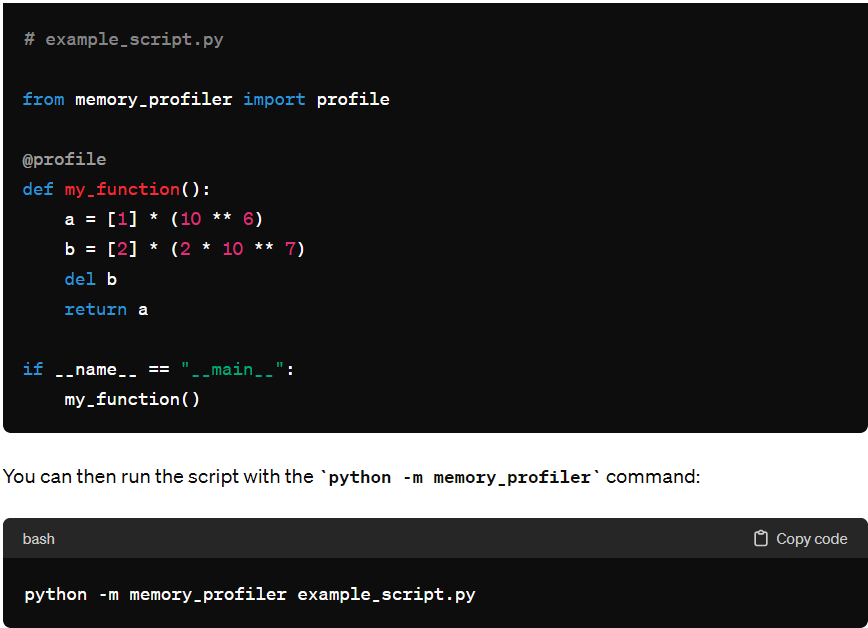 # example_script.py
from memory_profiler import profile
@profile
def my_function():
    a = [1] * (10 ** 6)
    b = [2] * (2 * 10 ** 7)
    del b
    return a
if __name__ == "__main__":
    my_function()
You can then run the script with the `python -m memory_profiler` command:
bash
Copy code
python -m memory_profiler example_script.py